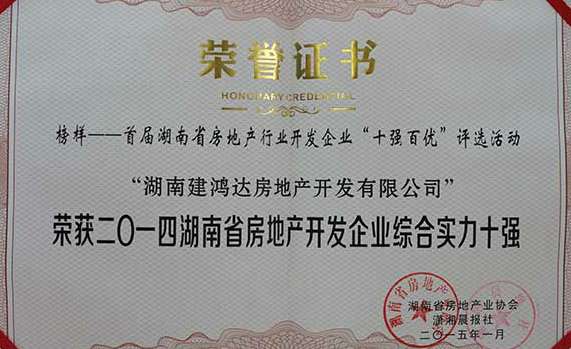 荣誉证书
HONORARY CREDENTIAL
榜样——首届湖南省房地产行业开发企业“十强百优”评选活动
“湖南建鸿达房地产开发有限公司”
荣获二〇一四湖南省房地产开发企业综合实力十强
湖南省房地产业协会
潇湘晨报社
二〇一五年一月